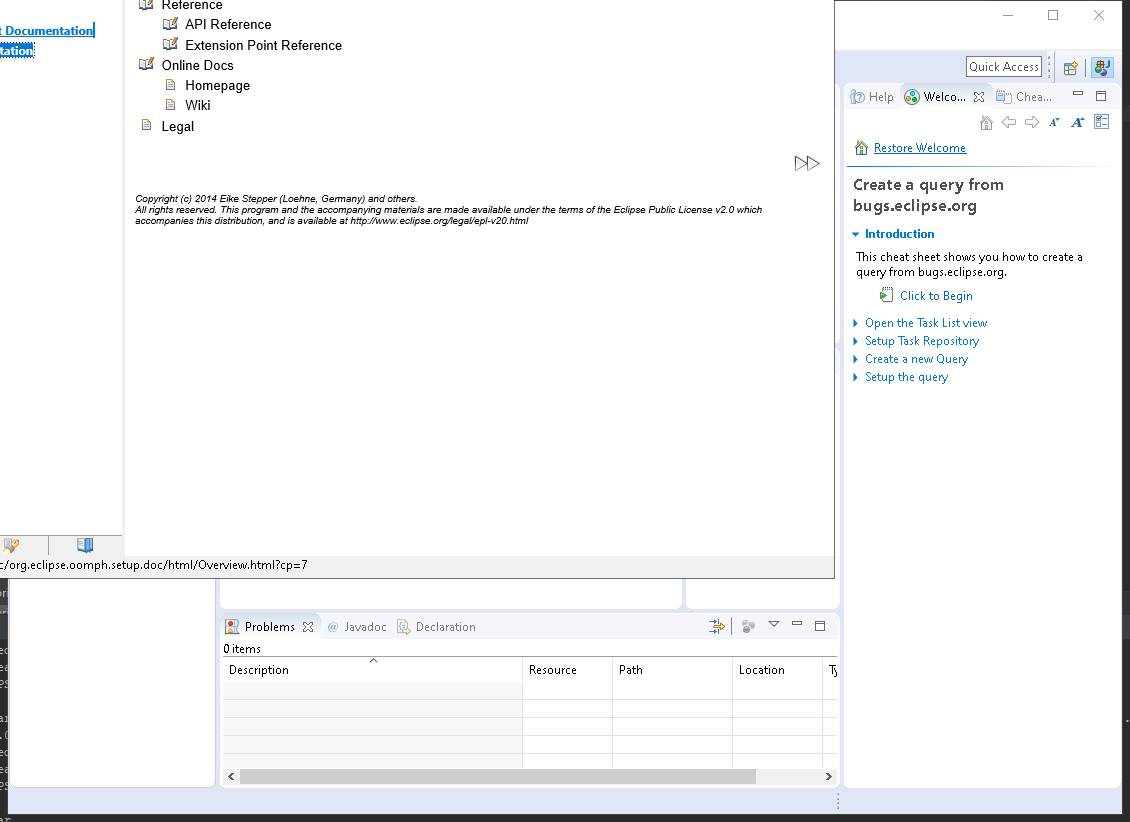 Reference
t Documentation
API Reference
tation
Extension Point Reference
Online Docs
Homepage
Wiki
Legal
Copyright (c) 2014 Eike Stepper (Loehne, Germany) and others.
All rights reserved. This program and the accompanying materials are made available under the terms of the Eclipse Public License v2.0 which
accompanies this distribution, and is available at http://www.eclipse.org/legal/epl-v20.html
c/org.eclipse.oomph.setup.doc/html/Overview.html?cp=7
Quick Access
Help Welco... Chea...
Restore Welcome
Create a query from
bugs.eclipse.org
Introduction
This cheat sheet shows you how to create a
query from bugs.eclipse.org.
Click to Begin
Open the Task List view
Setup Task Repository
Create a new Query
Setup the query
Problems @ Javadoc Declaration
0 items
Description Resource Path Location Ty